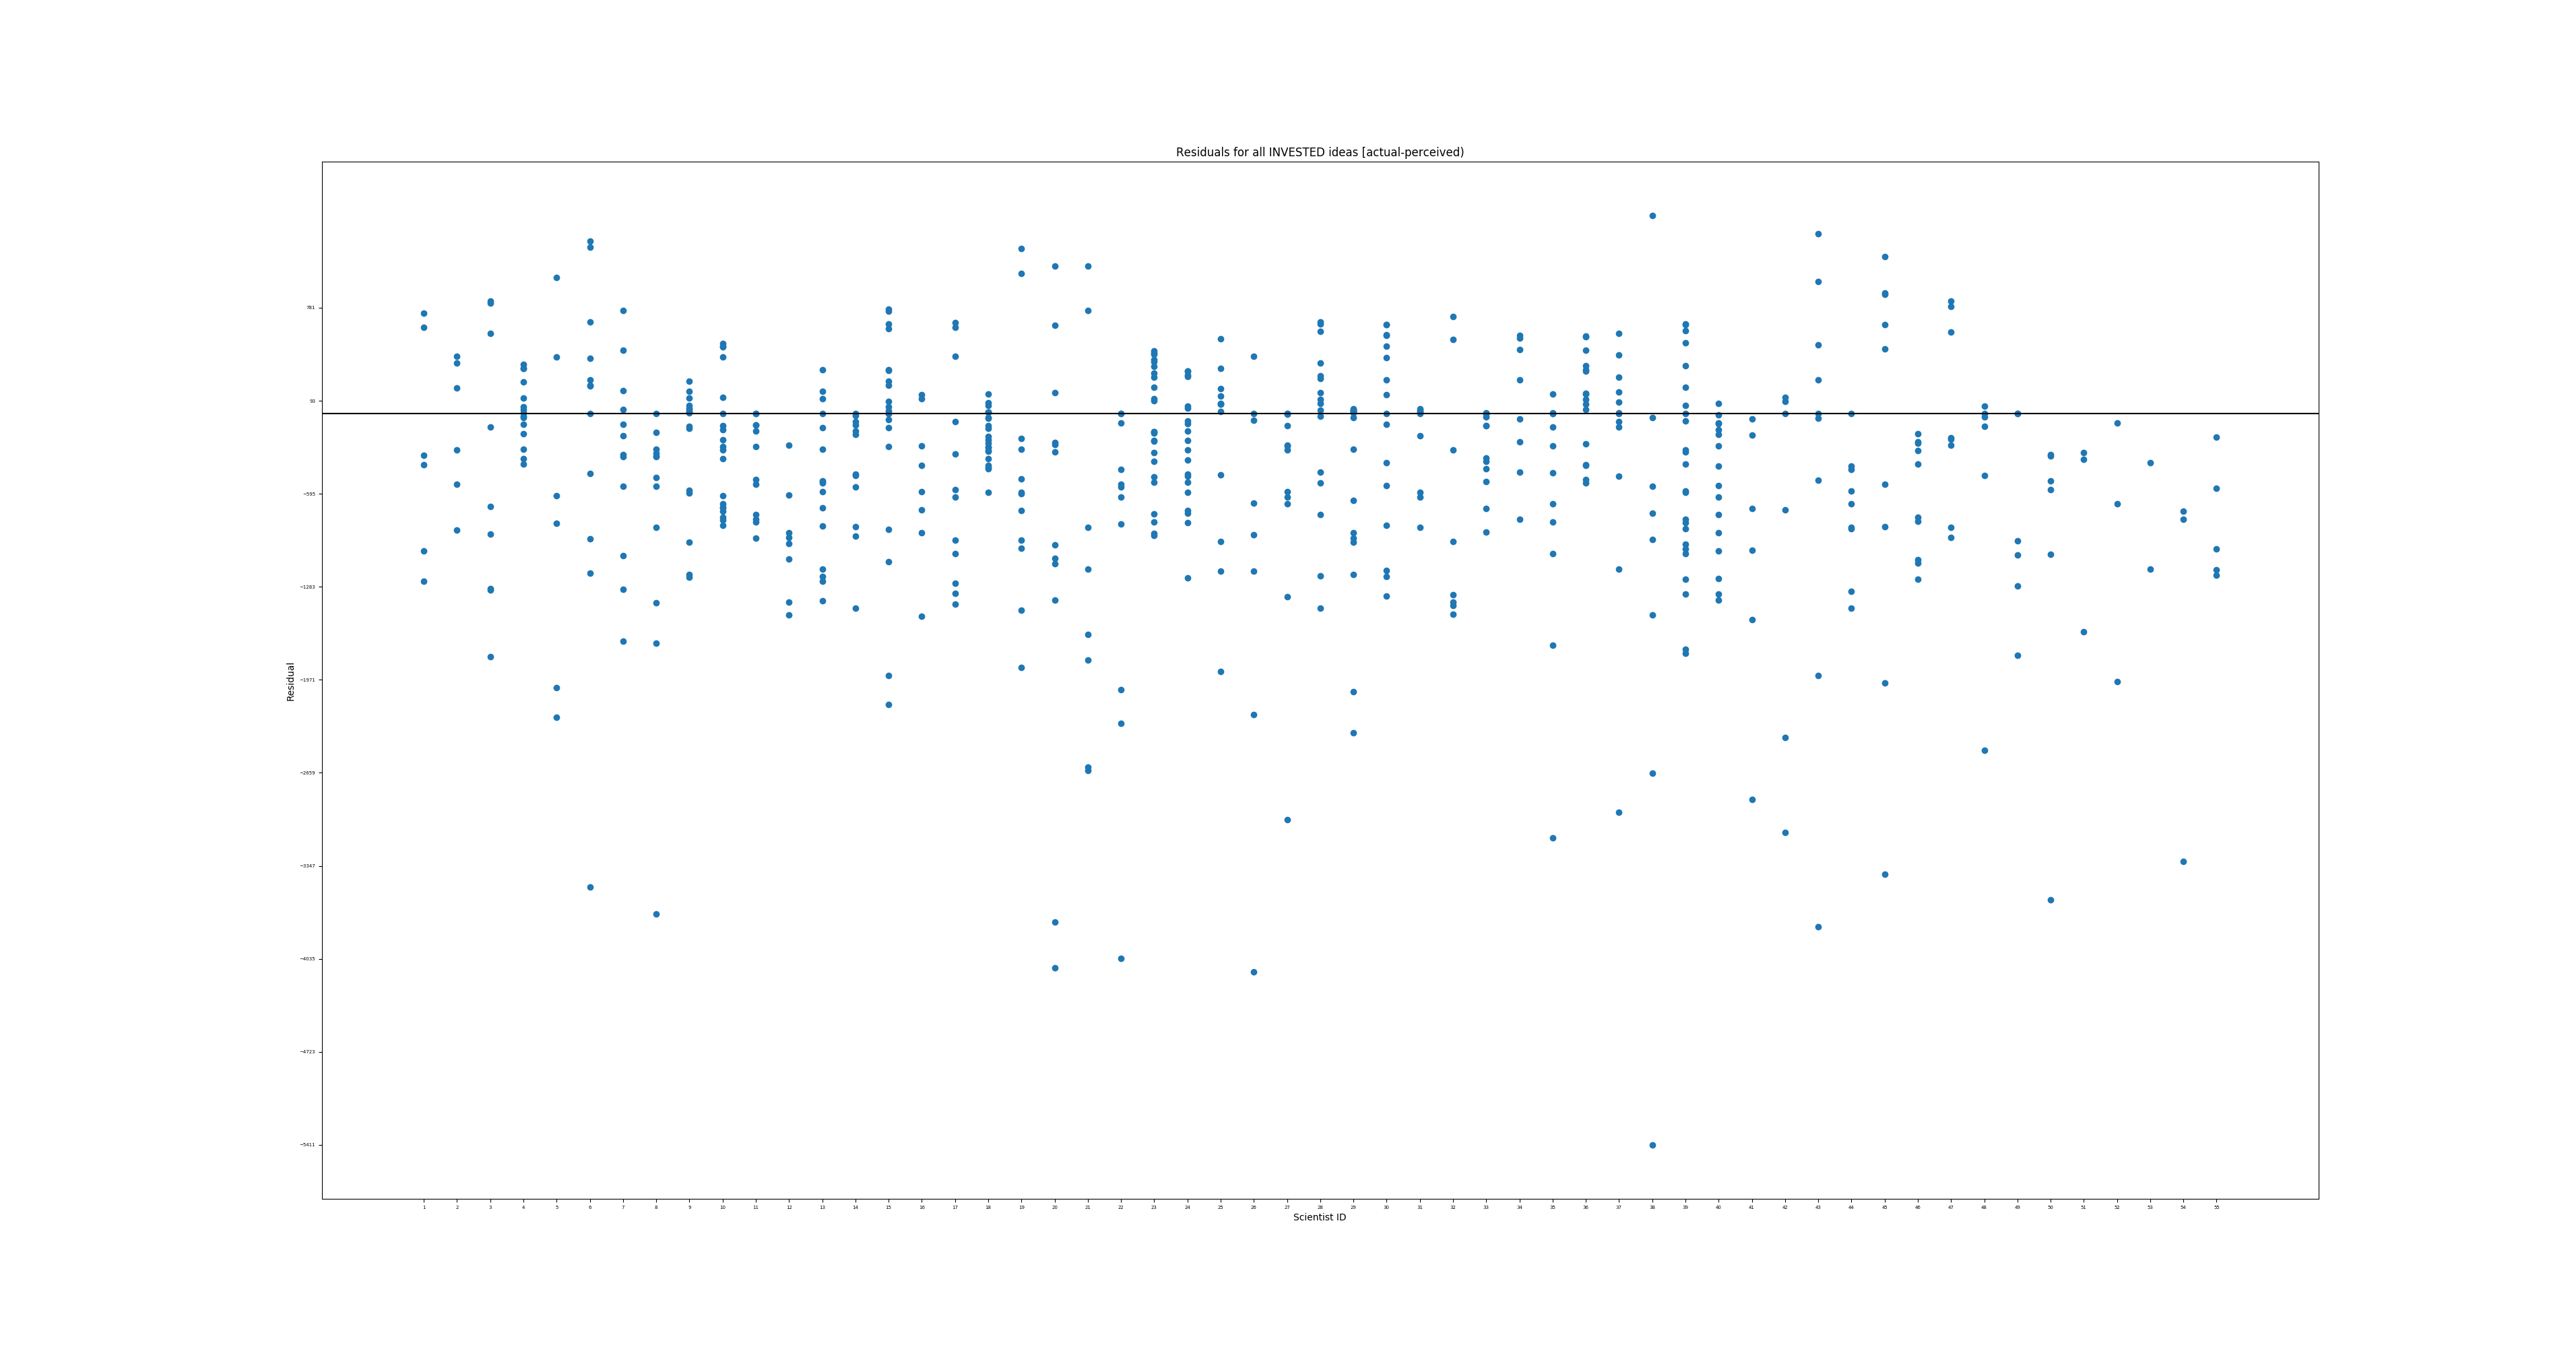 Residuals for all INVESTED ideas [actual-perceived)
781
93
−595
−1283
−1971
−2659
−3347
−4035
−4723
−5411
Residual
1 2 3 4 5 6 7 8 9 10 11 12 13 14 15 16 17 18 19 20 21 22 23 24 25 26 27 28 29 30 31 32 33 34 35 36 37 38 39 40 41 42 43 44 45 46 47 48 49 50 51 52 53 54 55
Scientist ID